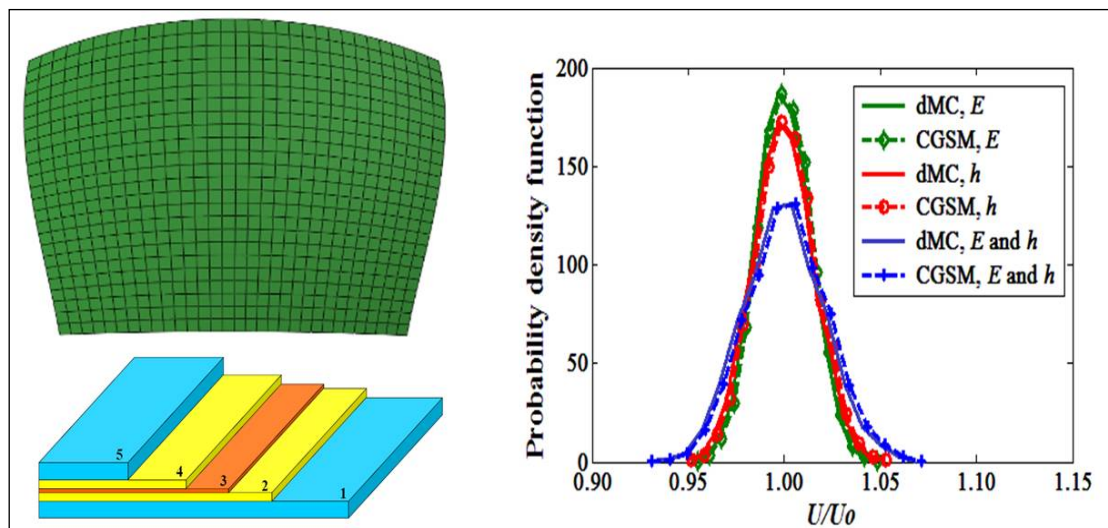 5
4
3
2
1
Probability density function
200
150
100
50
0
0.90
0.95
1.00
1.05
1.10
1.15
U/Uo
dMC, E
CGSM, E
dMC, h
CGSM, h
dMC, E and h
CGSM, E and h